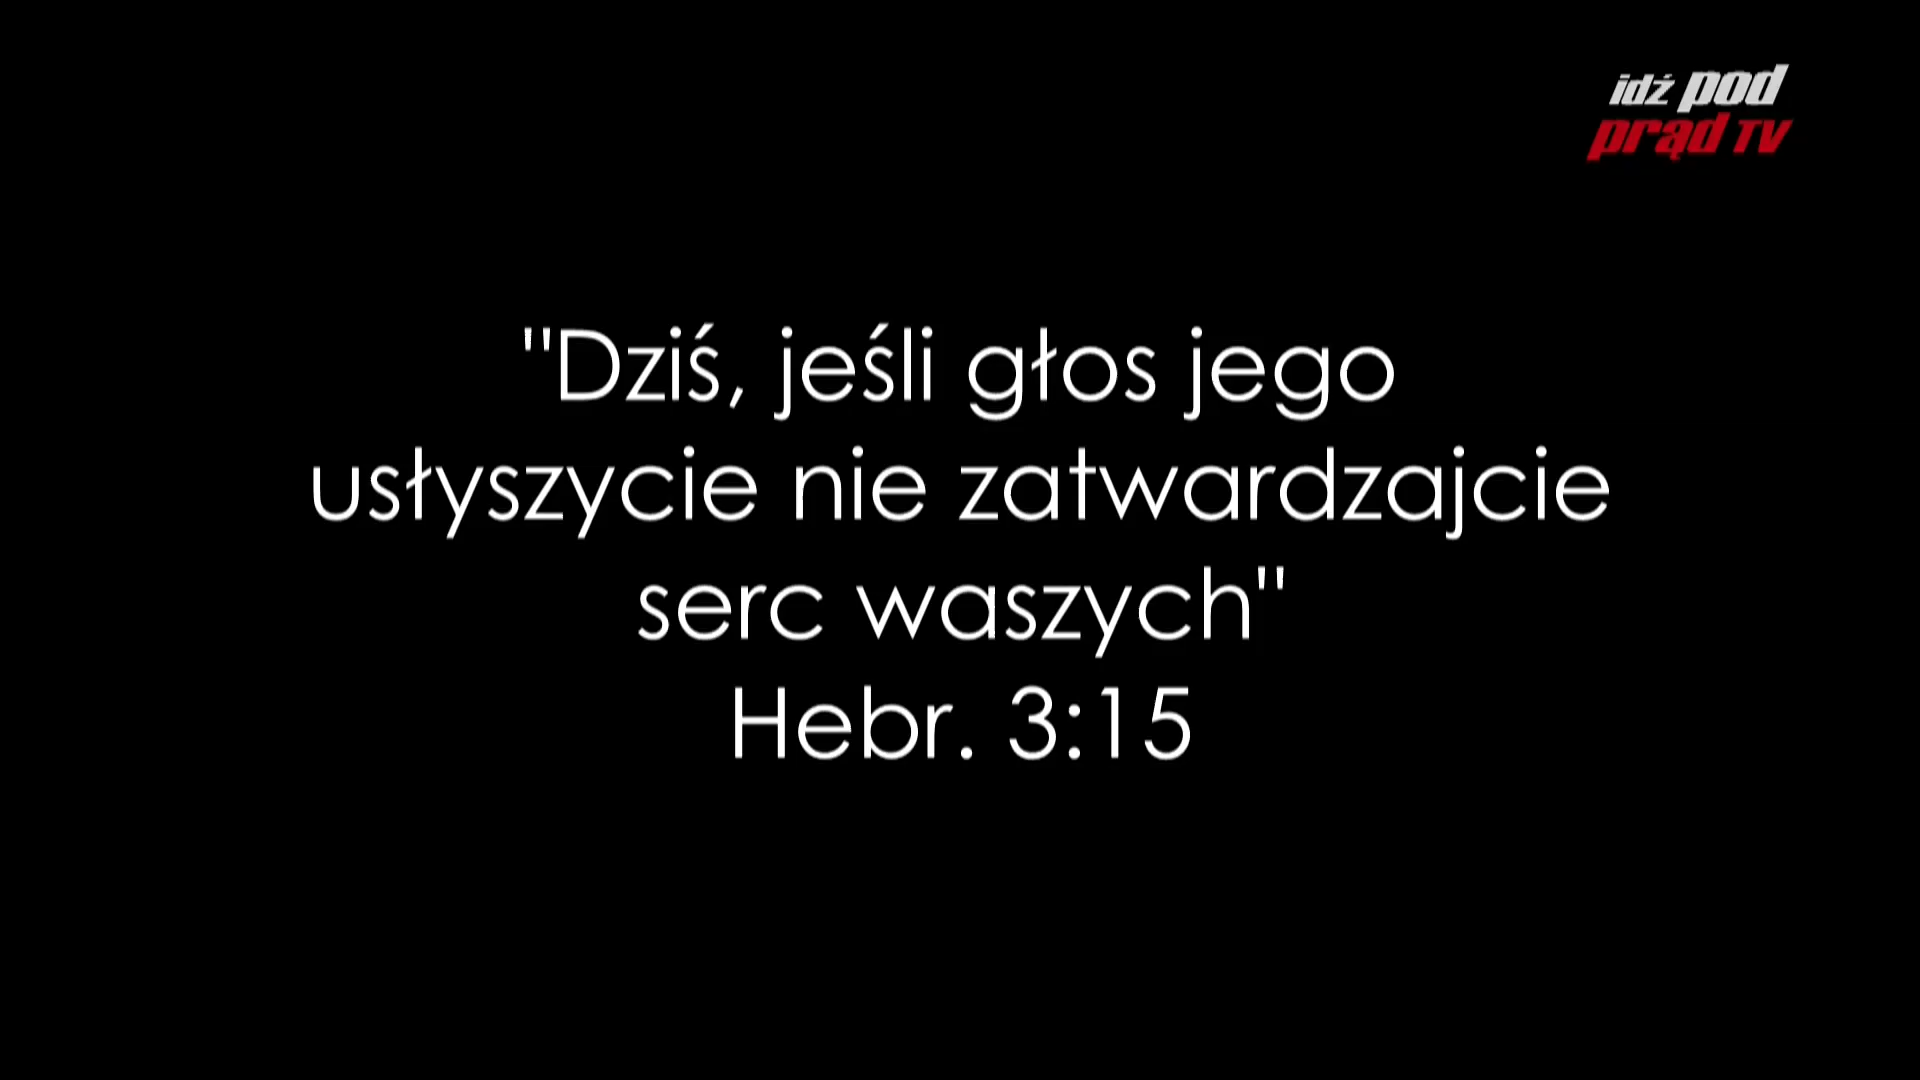 idź pod
prąd TV
"Dziś, jeśli głos jego
usłyszycie nie zatwardzajcie
serc waszych"
Hebr. 3:15